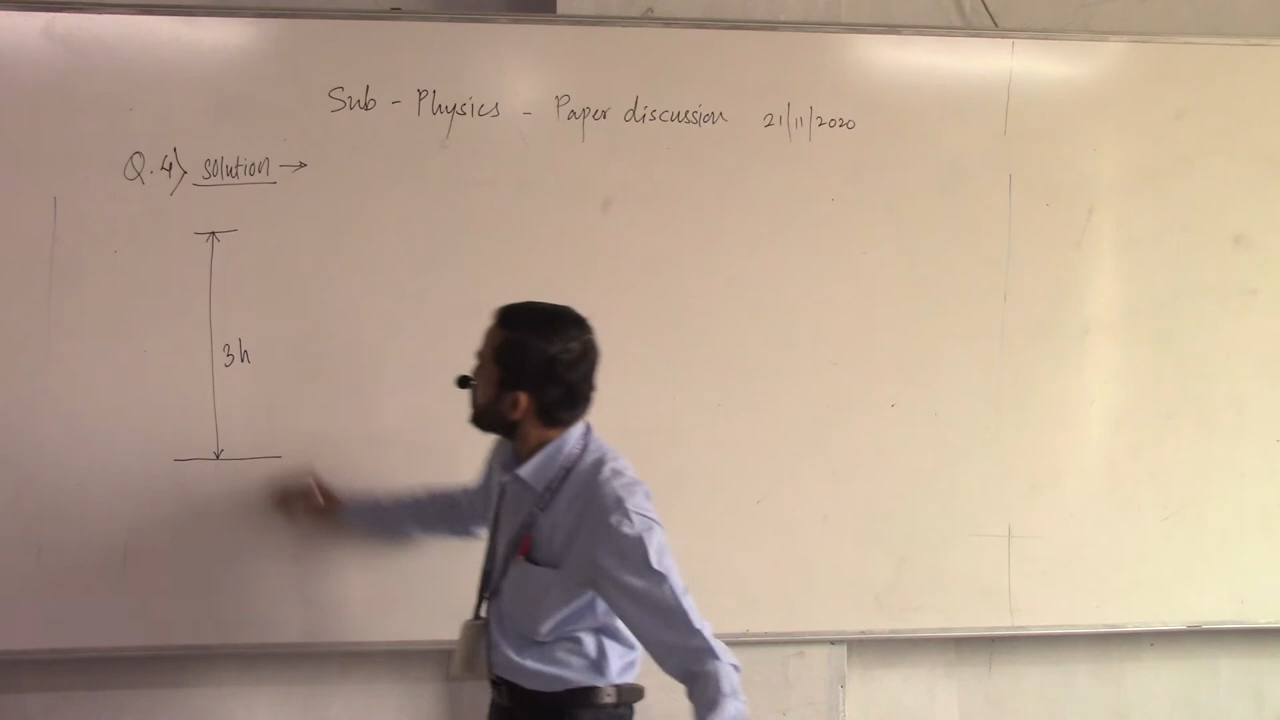 Sub - Physics - Paper discussion 21/11/2020
Q.4) solution →
3h